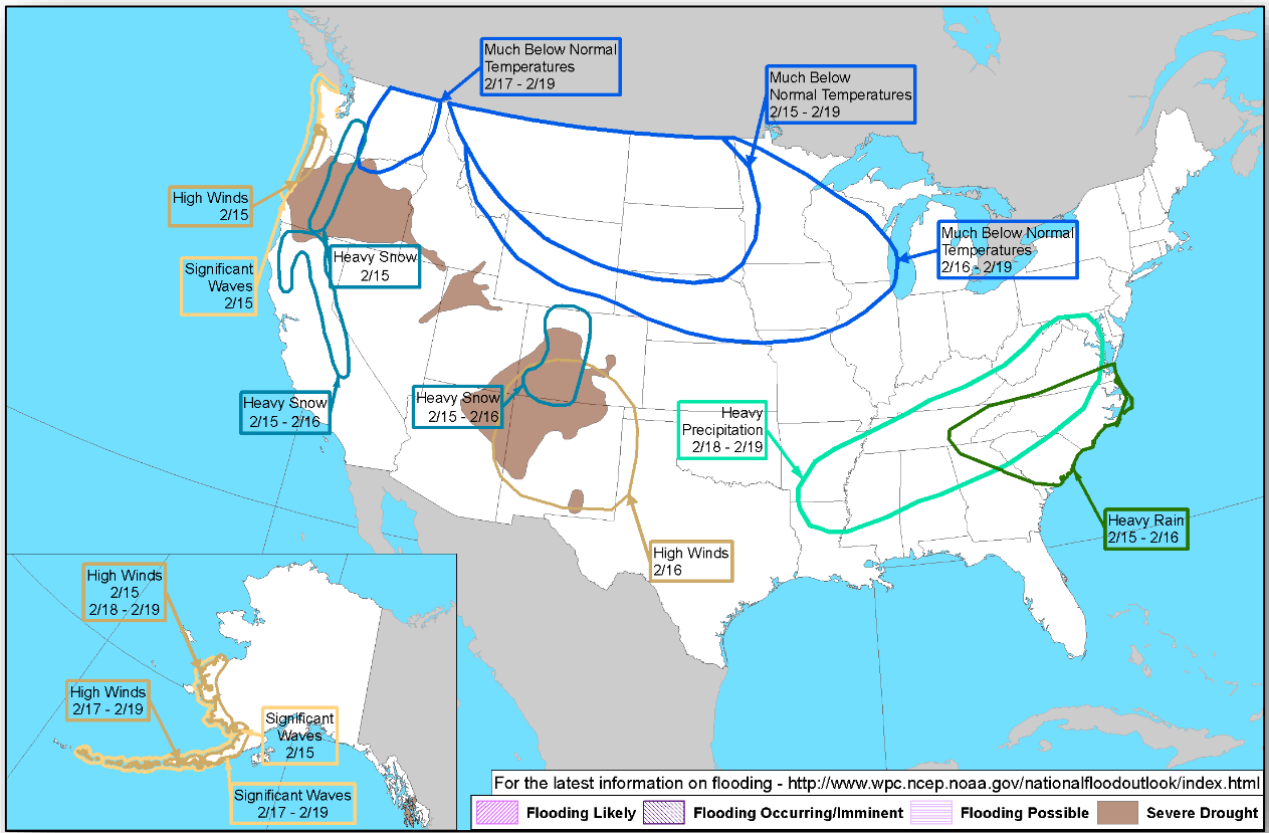 Much Below Normal
Temperatures
2/17 - 2/19
Much Below
Normal Temperatures
2/15 - 2/19
High Winds
2/15
Significant
Waves
2/15
Heavy Snow
2/15
Much Below Normal
Temperatures
2/16 - 2/19
Heavy Snow
2/15 - 2/16
Heavy Snow
2/15 - 2/16
Heavy
Precipitation
2/18 - 2/19
Heavy Rain
2/15 - 2/16
High Winds
2/16
High Winds
2/15
2/18 - 2/19
High Winds
2/17 - 2/19
Significant
Waves
2/15
Significant Waves
2/17 - 2/19
For the latest information on flooding - http://www.wpc.ncep.noaa.gov/nationalfloodoutlook/index.html
Flooding Likely Flooding Occurring/Imminent Flooding Possible Severe Drought